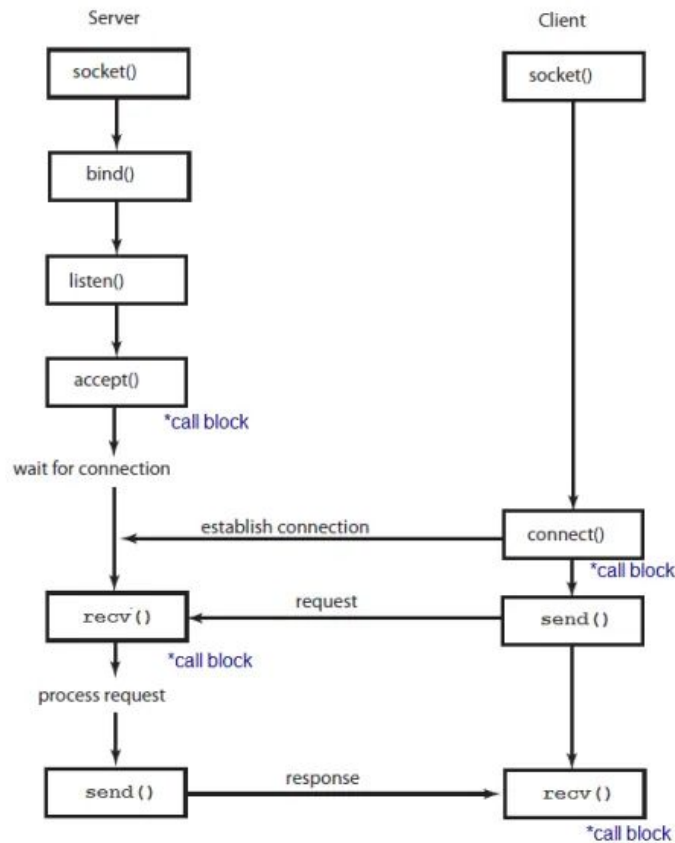 Server
Client
socket()
socket()
bind()
listen()
accept()
*call block
wait for connection
establish connection
connect()
*call block
recv()
request
send()
*call block
process request
send()
response
recv()
*call block